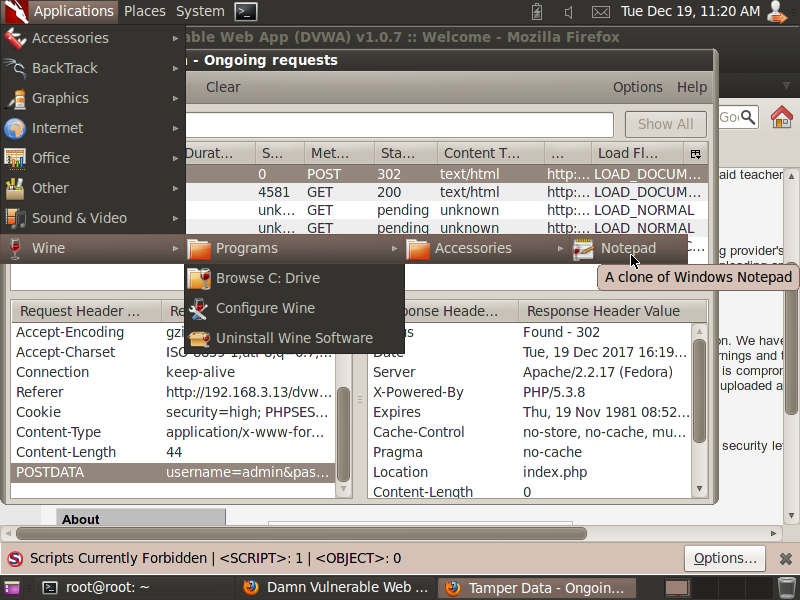 Applications Places System Tue Dec 19, 11:20 AM
able Web App (DVWA) v1.0.7 :: Welcome - Mozilla Firefox
- Ongoing requests
Clear Options Help
Show All
Goo
Durat... S... Met... Sta... Content T... ... Load Fl...
0 POST 302 text/html http:... LOAD_DOCUM...
4581 GET 200 text/html http:... LOAD_DOCUM...
unk... GET pending unknown http:... LOAD_NORMAL
unk... GET pending unknown http:... LOAD_NORMAL
Accessories
BackTrack
Graphics
Internet
Office
Other
Sound & Video
Wine
Programs
Browse C: Drive
Configure Wine
Uninstall Wine Software
Accessories
Notepad
A clone of Windows Notepad
Request Header ... Re
Accept-Encoding gzi
Accept-Charset ISO-8859-1,utf-8;q=0.7,...
Connection keep-alive
Referer http://192.168.3.13/dvw...
Cookie security=high; PHPSES...
Content-Type application/x-www-for...
Content-Length 44
POSTDATA username=admin&pas...
ponse Heade... Response Header Value
us Found - 302
Date Tue, 19 Dec 2017 16:19...
Server Apache/2.2.17 (Fedora)
X-Powered-By PHP/5.3.8
Expires Thu, 19 Nov 1981 08:52...
Cache-Control no-store, no-cache, mu...
Pragma no-cache
Location index.php
Content-Length 0
aid teacher
g provider's
on. We have
rnings and
is compror
uploaded a
security le
About
Scripts Currently Forbidden | <SCRIPT>: 1 | <OBJECT>: 0 Options...
root@root: ~ Damn Vulnerable Web ... Tamper Data - Ongoin...